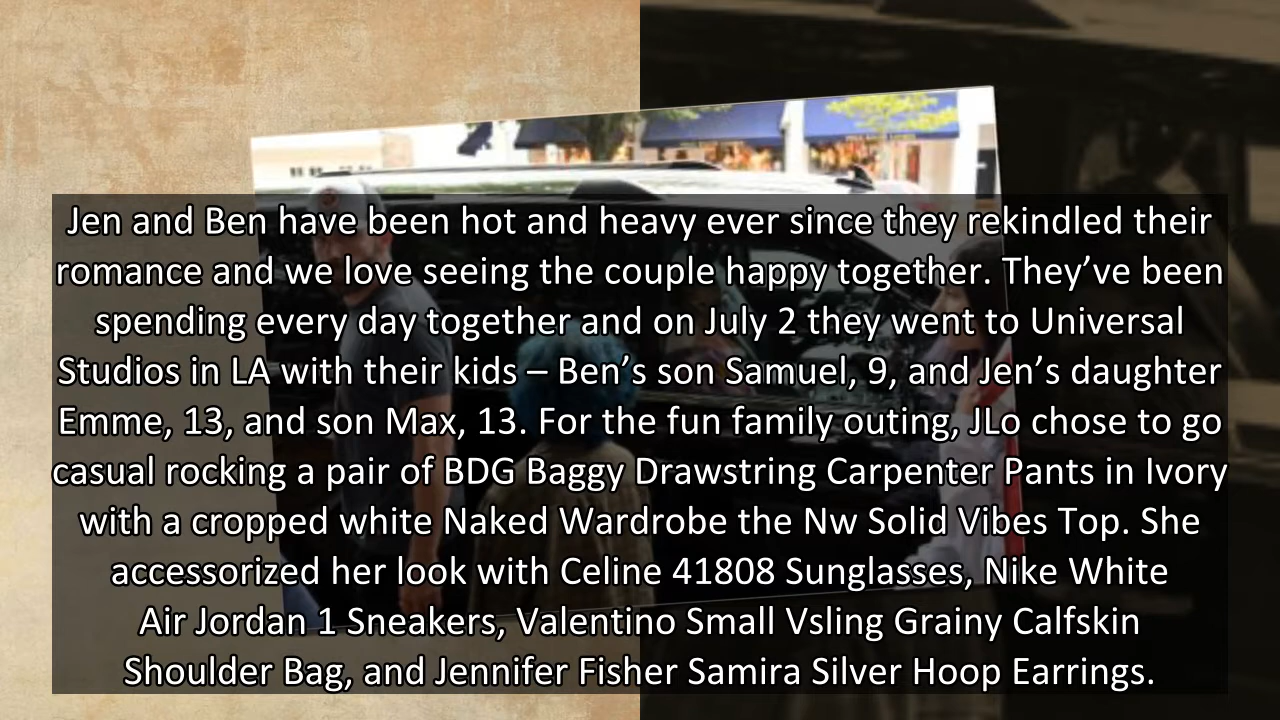 Jen and Ben have been hot and heavy ever since they rekindled their
romance and we love seeing the couple happy together. They’ve been
spending every day together and on July 2 they went to Universal
Studios in LA with their kids – Ben’s son Samuel, 9, and Jen’s daughter
Emme, 13, and son Max, 13. For the fun family outing, JLo chose to go
casual rocking a pair of BDG Baggy Drawstring Carpenter Pants in Ivory
with a cropped white Naked Wardrobe the Nw Solid Vibes Top. She
accessorized her look with Celine 41808 Sunglasses, Nike White
Air Jordan 1 Sneakers, Valentino Small Vsling Grainy Calfskin
Shoulder Bag, and Jennifer Fisher Samira Silver Hoop Earrings.